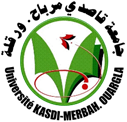 جامعة قاصدي مرباح. ورقلة
Université KASDI-MERBAH. OUARGLA